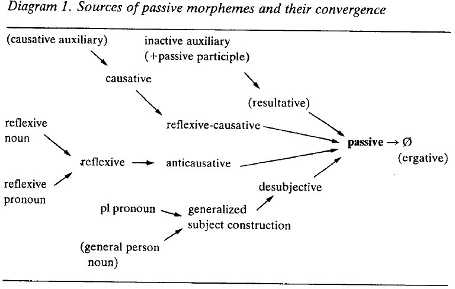 Diagram 1. Sources of passive morphemes and their convergence
(causative auxiliary)
inactive auxiliary
(+passive participle)
causative
(resultative)
reflexive
noun
reflexive-causative
passive → Ø
(ergative)
reflexive
anticausative
reflexive
pronoun
desubjective
pl pronoun
generalized
subject construction
(general person
noun)